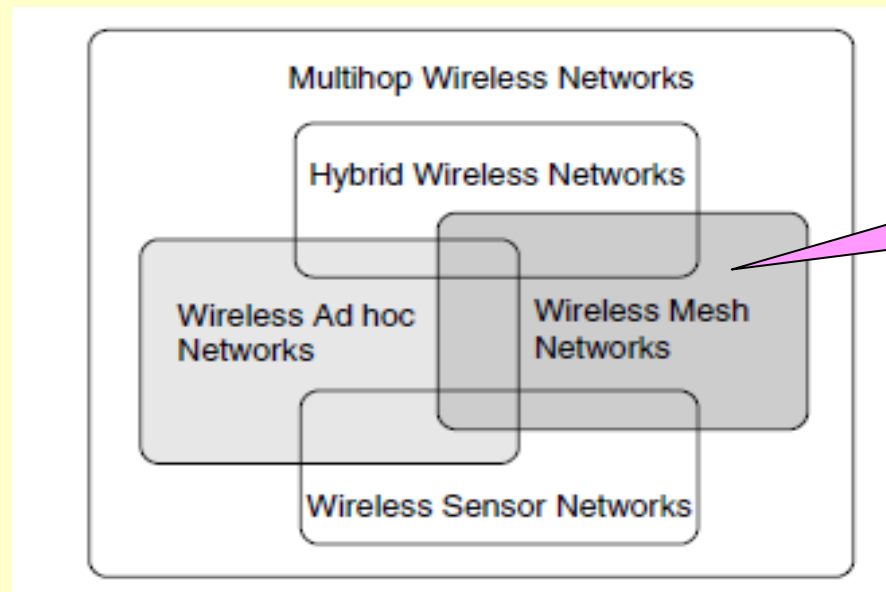 Multihop Wireless Networks
Hybrid Wireless Networks
Wireless Ad hoc
Networks
Wireless Mesh
Networks
Wireless Sensor Networks